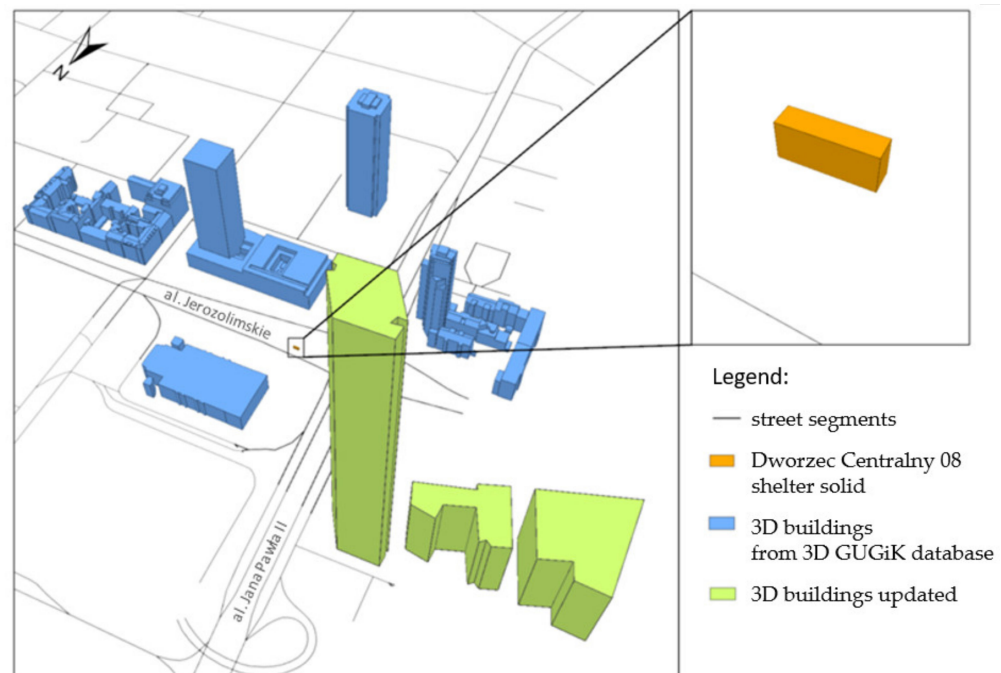 N
al. Jerozolimskie
al. Jana Pawła II
Legend:
street segments
Dworzec Centralny 08
shelter solid
3D buildings
from 3D GUGiK database
3D buildings updated